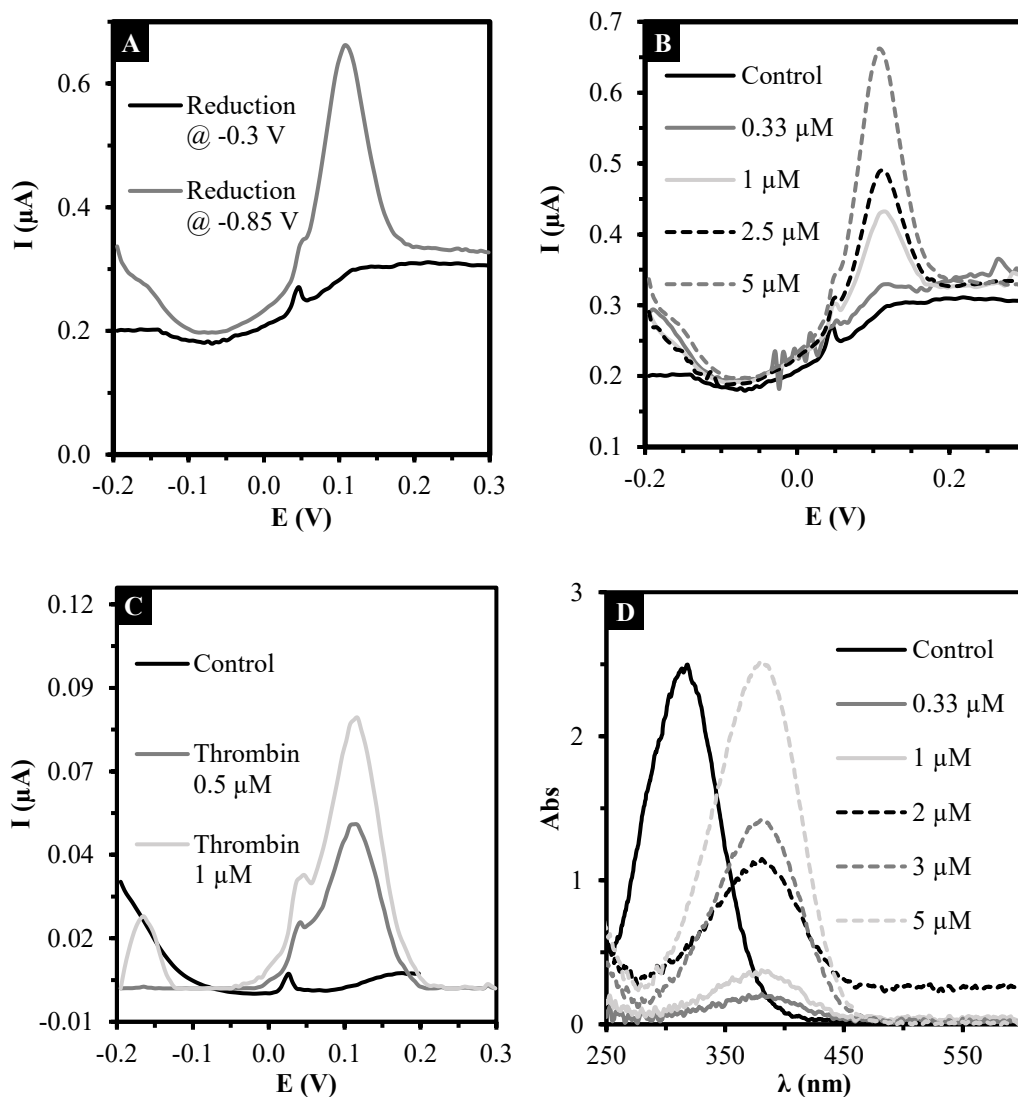 A
I (µA)
0.6
0.4
0.2
0.0
Reduction
@ -0.3 V
Reduction
@ -0.85 V
-0.2 -0.1 0.0 0.1 0.2 0.3
E (V)
B
I (µA)
0.7
0.6
0.5
0.4
0.3
0.2
0.1
Control
0.33 µM
1 µM
2.5 µM
5 µM
-0.2 0.0 0.2
E (V)
C
I (µA)
0.12
0.09
0.07
0.04
0.02
-0.01
Control
Thrombin
0.5 µM
Thrombin
1 µM
-0.2 -0.1 0.0 0.1 0.2 0.3
E (V)
D
Abs
3
2
1
0
Control
0.33 µM
1 µM
2 µM
3 µM
5 µM
250 350 450 550
λ (nm)